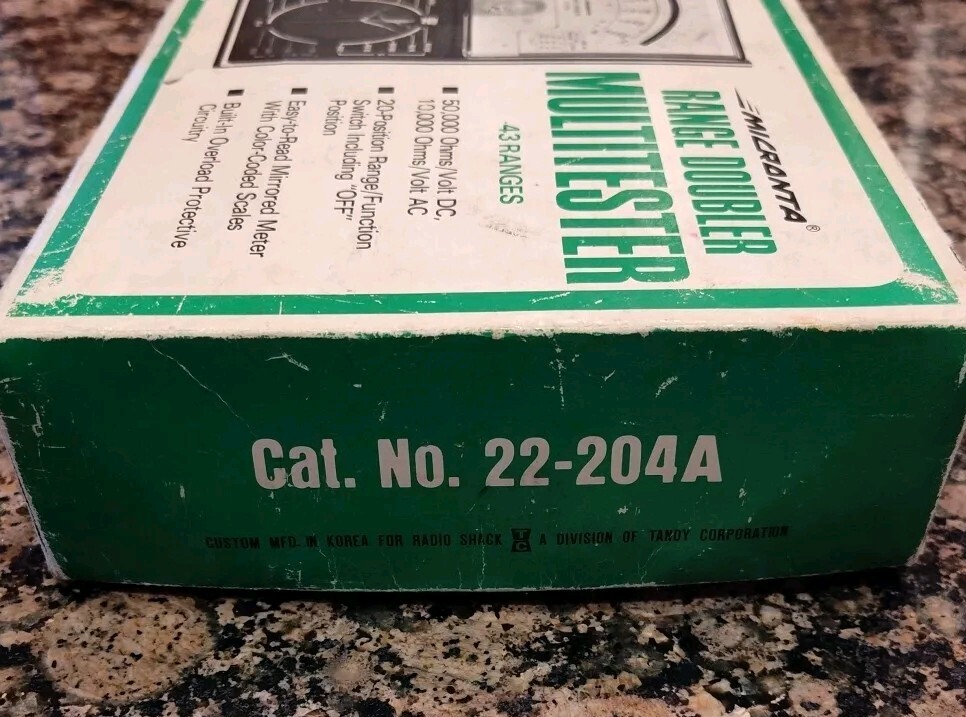 MICRONTA®
RANGE DOUBLER
MULTITESTER
43 RANGES
■ 50,000 Ohms/Volt DC,
10,000 Ohms/Volt AC
■ 20-Position Range/Function
Switch Including "OFF"
Position
■ Easy-to-Read Mirrored Meter
With Color-Coded Scales
■ Built-In Overload Protective
Circuitry
Cat. No. 22-204A
CUSTOM MFD. IN KOREA FOR RADIO SHACK TC A DIVISION OF TANDY CORPORATION